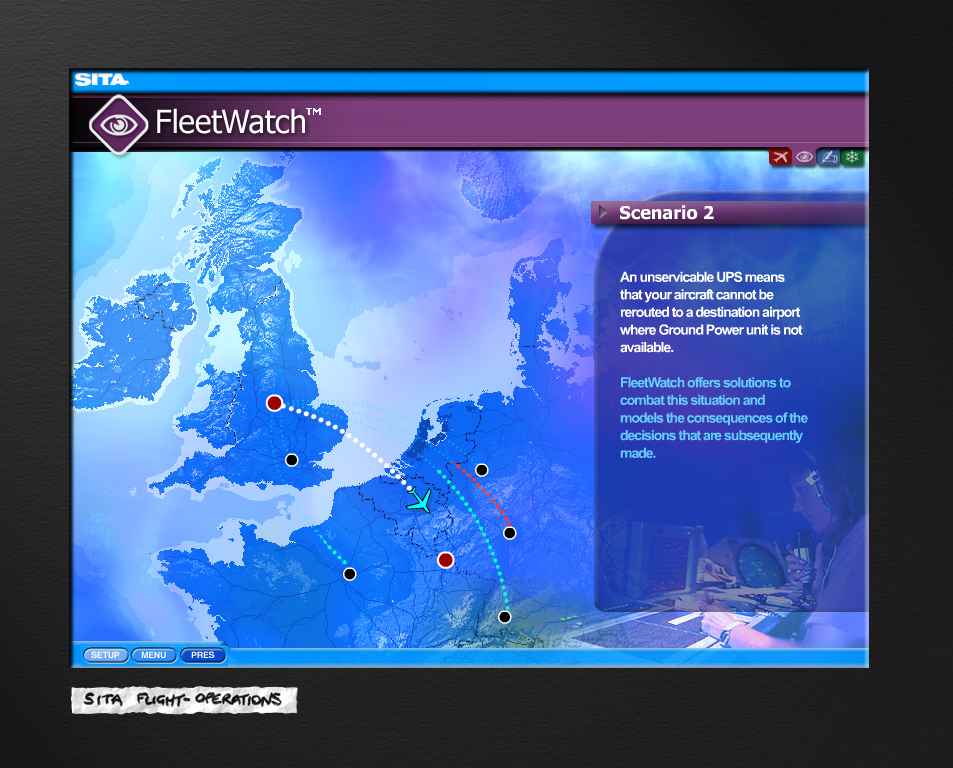 SITA
FleetWatch™
Scenario 2
An unservicable UPS means
that your aircraft cannot be
rerouted to a destination airport
where Ground Power unit is not
available.
FleetWatch offers solutions to
combat this situation and
models the consequences of the
decisions that are subsequently
made.
SETUP MENU PRES
SITA FLIGHT-OPERATIONS